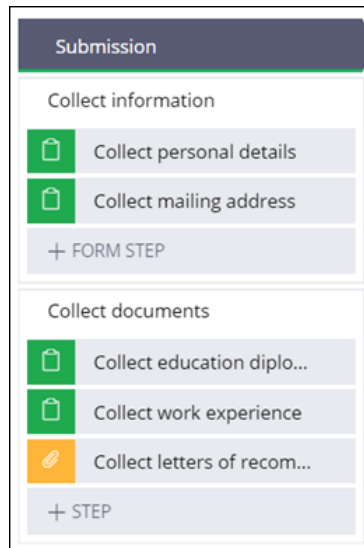 Submission
Collect information
Collect personal details
Collect mailing address
+ FORM STEP
Collect documents
Collect education diplo...
Collect work experience
Collect letters of recom...
+ STEP